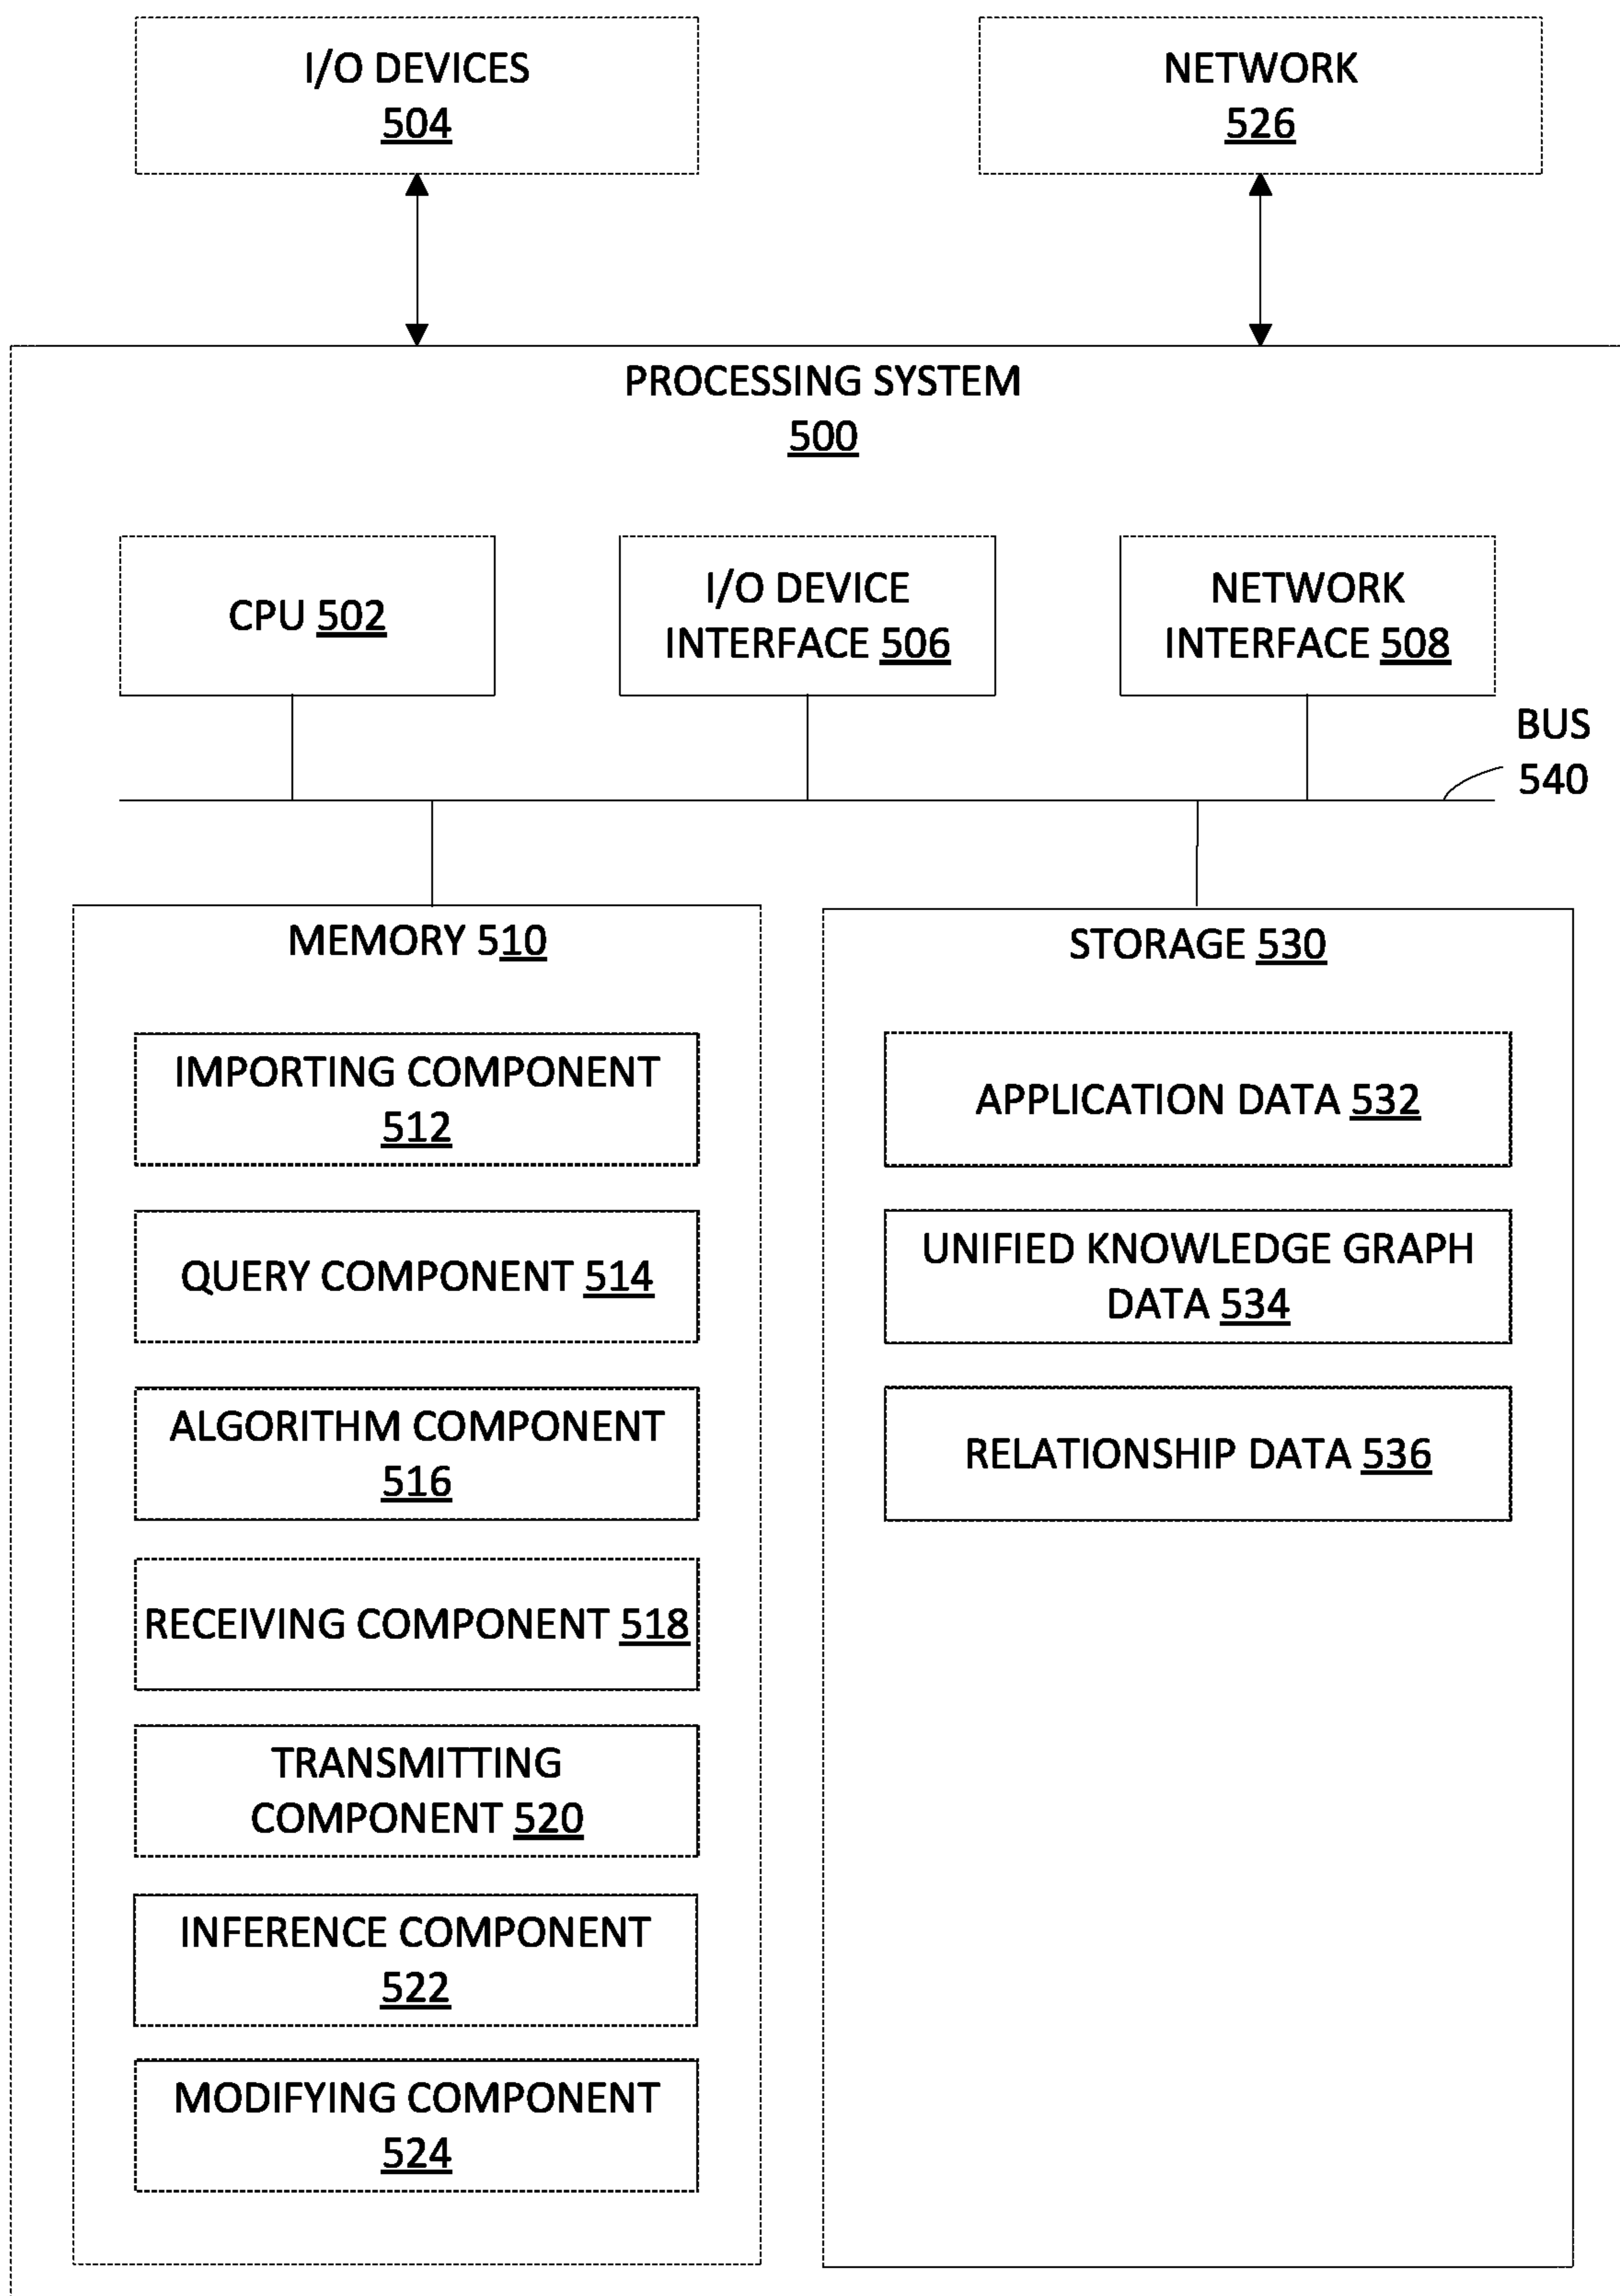 I/O DEVICES
504
NETWORK
526
PROCESSING SYSTEM
500
CPU 502
I/O DEVICE
INTERFACE 506
NETWORK
INTERFACE 508
BUS
540
MEMORY 510
IMPORTING COMPONENT
512
QUERY COMPONENT 514
ALGORITHM COMPONENT
516
RECEIVING COMPONENT 518
TRANSMITTING
COMPONENT 520
INFERENCE COMPONENT
522
MODIFYING COMPONENT
524
STORAGE 530
APPLICATION DATA 532
UNIFIED KNOWLEDGE GRAPH
DATA 534
RELATIONSHIP DATA 536